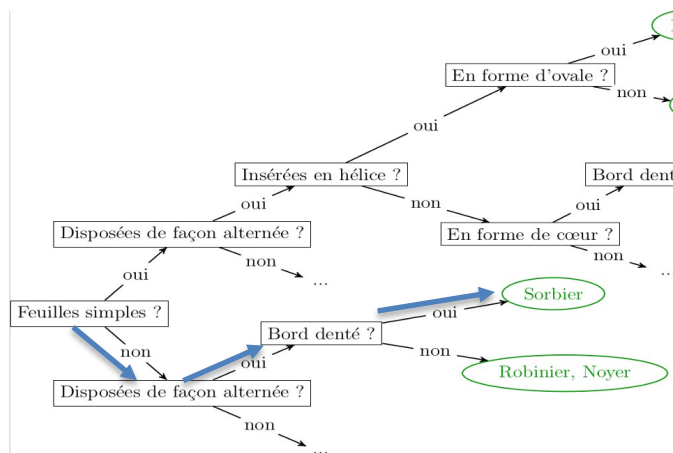 oui
En forme d'ovale ?
non
oui
Insérées en hélice ?
Bord dent
oui
non
oui
Disposées de façon alternée ?
En forme de cœur ?
non
non
...
oui
...
Sorbier
Feuilles simples ?
oui
Bord denté ?
non
oui
non
Robinier, Noyer
Disposées de façon alternée ?
non
...